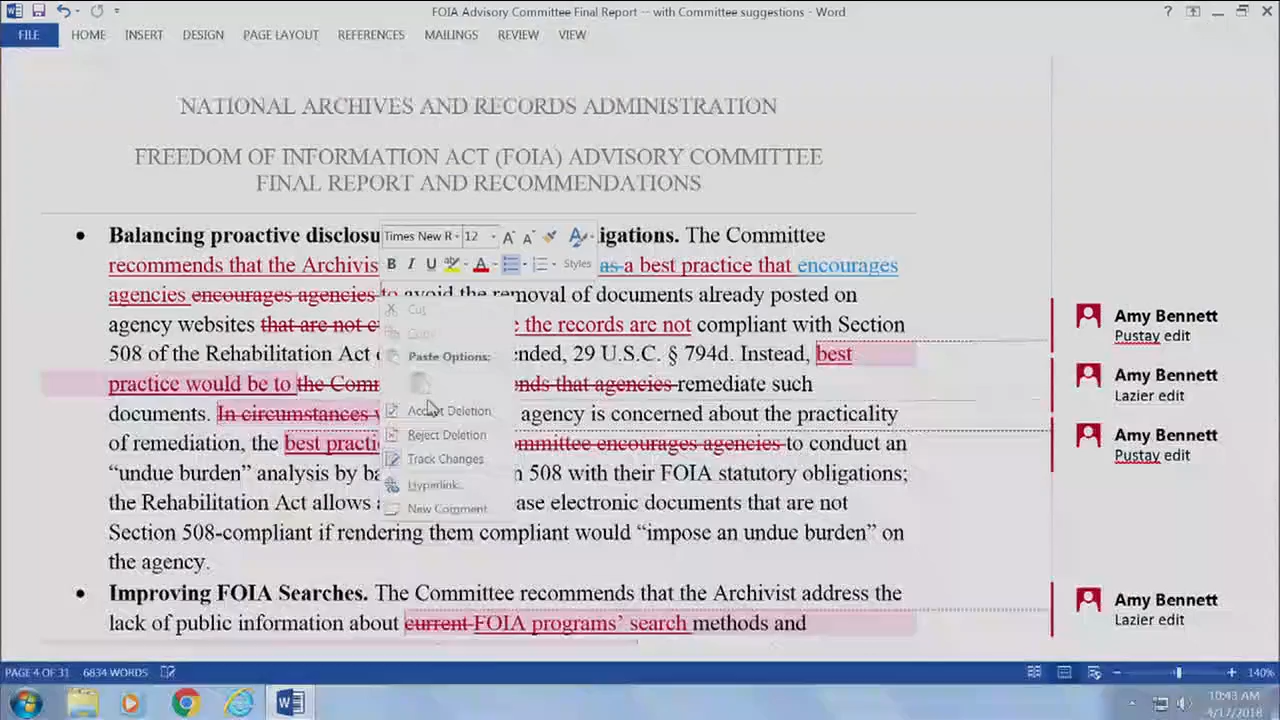 FOIA Advisory Committee Final Report -- with Committee suggestions - Word
FILE HOME INSERT DESIGN PAGE LAYOUT REFERENCES MAILINGS REVIEW VIEW
NATIONAL ARCHIVES AND RECORDS ADMINISTRATION
FREEDOM OF INFORMATION ACT (FOIA) ADVISORY COMMITTEE
FINAL REPORT AND RECOMMENDATIONS
• Balancing proactive disclosu igations. The Committee
recommends that the Archivist as a best practice that encourages
agencies encourages agencies to avoid the removal of documents already posted on
agency websites that are not c e the records are not compliant with Section
508 of the Rehabilitation Act nded, 29 U.S.C. § 794d. Instead, best
practice would be to the Comm nds that agencies remediate such
documents. In circumstances agency is concerned about the practicality
of remediation, the best practi ommittee encourages agencies to conduct an
“undue burden” analysis by ba n 508 with their FOIA statutory obligations;
the Rehabilitation Act allows ase electronic documents that are not
Section 508-compliant if rendering them compliant would “impose an undue burden” on
the agency.
• Improving FOIA Searches. The Committee recommends that the Archivist address the
lack of public information about current FOIA programs’ search methods and
Times New R 12
B I U Styles
Cut
Copy
Paste Options:
Accept Deletion
Reject Deletion
Track Changes
Hyperlink...
New Comment
Amy Bennett
Pustay edit
Amy Bennett
Lazier edit
Amy Bennett
Pustay edit
Amy Bennett
Lazier edit
PAGE 4 OF 31 6834 WORDS 140%
10:43 AM
4/17/2018